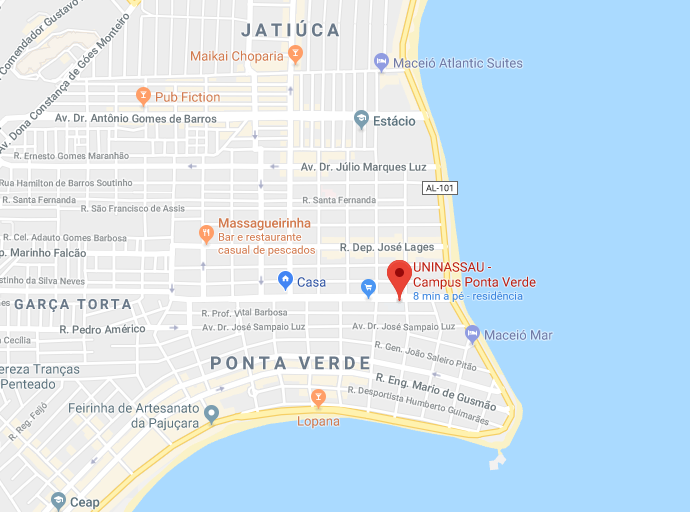 Comendador Gustavo
JATIÚCA
Maikai Choparia
Maceió Atlantic Suites
Av. Dona Constança de Góes Monteiro
Pub Fiction
Av. Dr. Antônio Gomes de Barros
Estácio
R. Ernesto Gomes Maranhão
Av. Dr. Júlio Marques Luz
Rua Hamilton de Barros Soutinho
AL-101
R. Santa Fernanda
R. Santa Fernanda
R. São Francisco de Assis
Massagueirinha
Bar e restaurante
casual de pescados
R. Cel. Adauto Gomes Barbosa
R. Dep. José Lages
p. Marinho Falcão
UNINASSAU -
Campus Ponta Verde
8 min a pé - residência
Casa
stinho da Silva Neves
GARÇA TORTA
R. Prof. Vital Barbosa
R. Pedro Américo
Av. Dr. José Sampaio Luz
Av. Dr. José Sampaio Luz
Maceió Mar
a Cecília
R. Gen. João Saleiro Pitão
PONTA VERDE
ereza Tranças
Penteado
R. Eng. Mario de Gusmão
R. Desportista Humberto Guimarães
R. Reg. Feijó
Feirinha de Artesanato
da Pajuçara
Lopana
Ceap